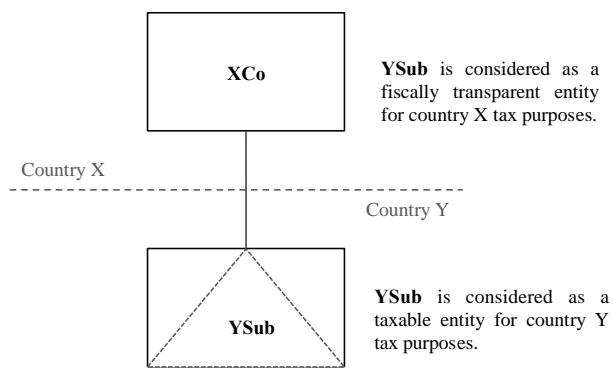 XCo
YSub is considered as a
fiscally transparent entity
for country X tax purposes.
Country X
Country Y
YSub
YSub is considered as a
taxable entity for country Y
tax purposes.